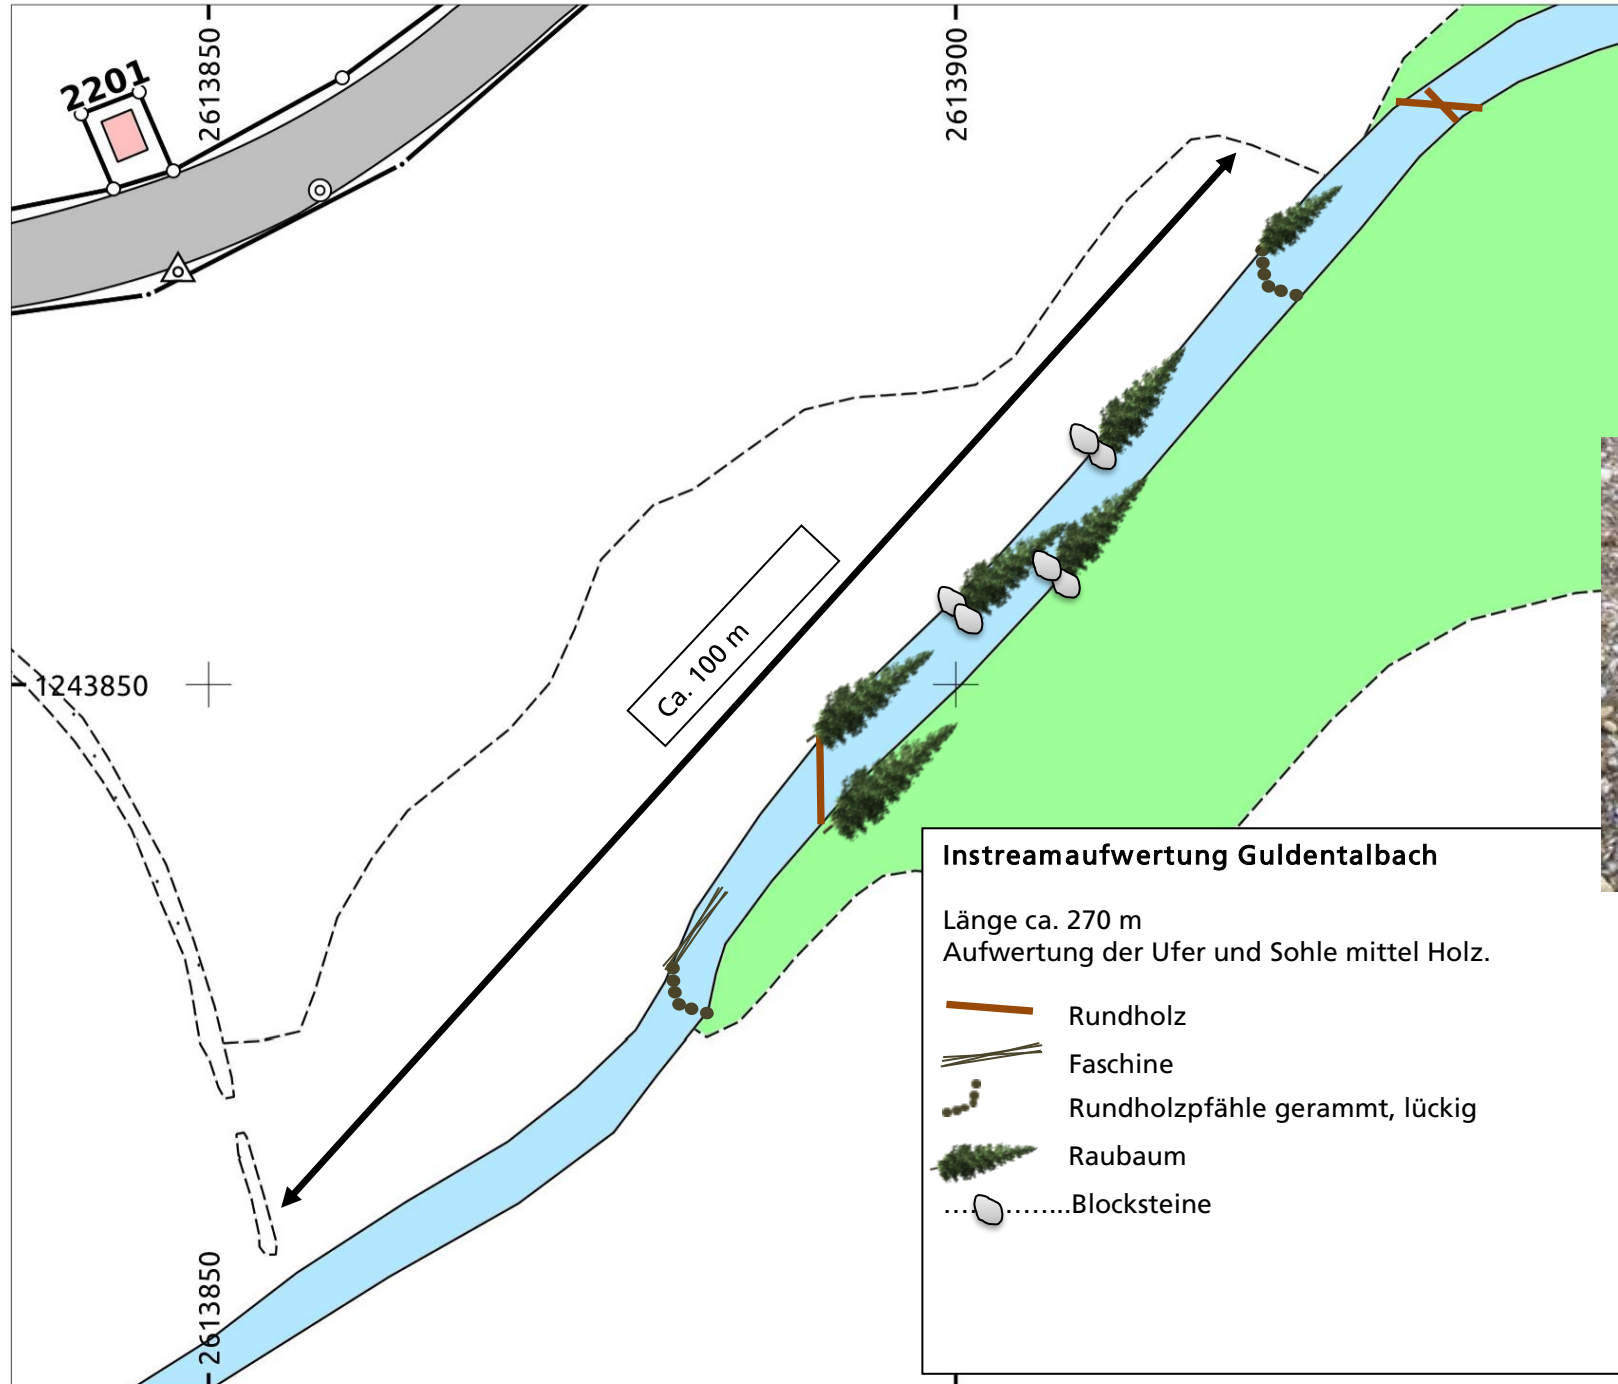 2201
2613850
2613900
Ca. 100 m
1243850
2613850
Instreamaufwertung Guldentalbach
Länge ca. 270 m
Aufwertung der Ufer und Sohle mittel Holz.
Rundholz
Faschine
Rundholzpfähle gerammt, lückig
Raubaum
............Blocksteine